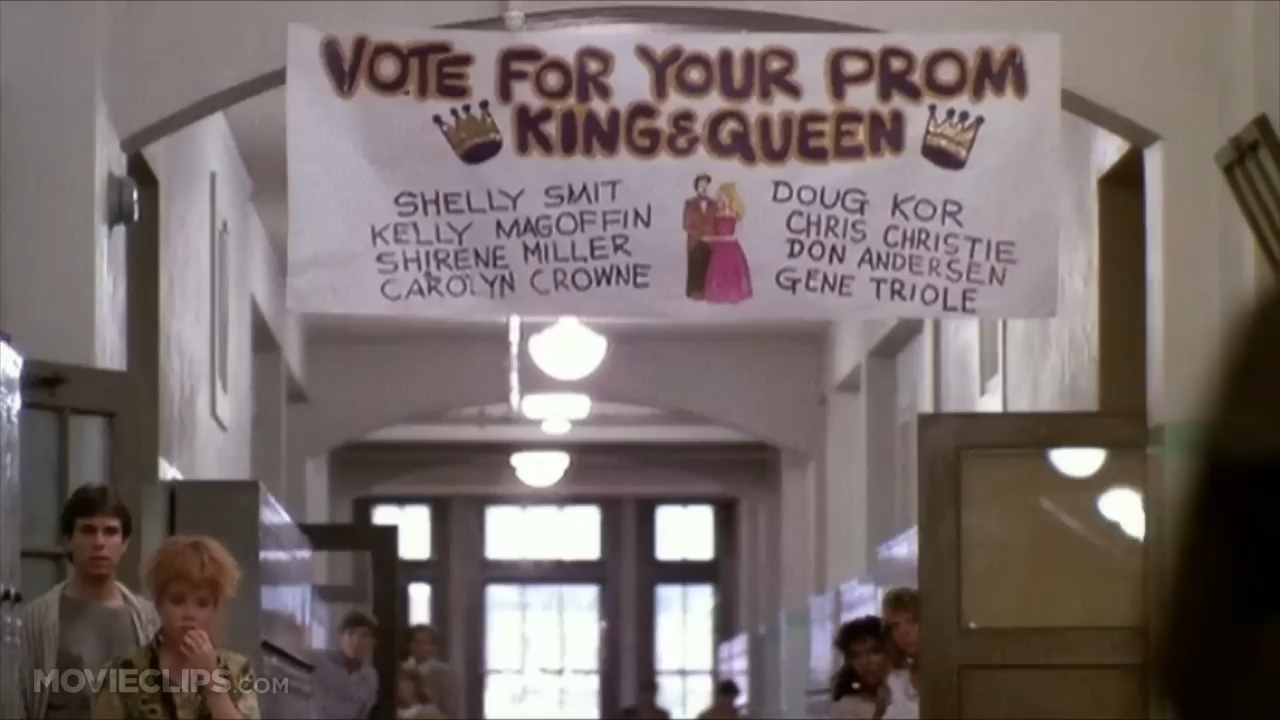 VOTE FOR YOUR PROM
KING&QUEEN
SHELLY SMIT
KELLY MAGOFFIN
SHIRENE MILLER
CAROLYN CROWNE
DOUG KOR
CHRIS CHRISTIE
DON ANDERSEN
GENE TRIOLE
MOVIECLIPS.COM